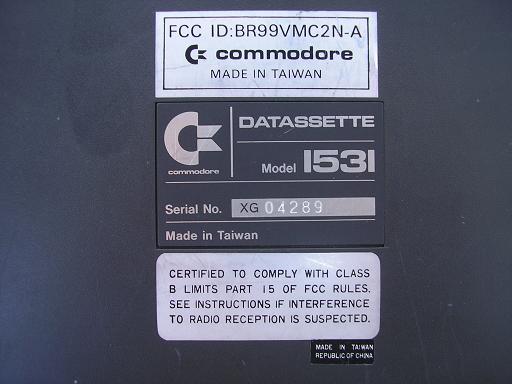 FCC ID:BR99VMC2N-A
commodore
MADE IN TAIWAN
commodore
DATASSETTE
Model 1531
Serial No. XG 04289
Made in Taiwan
CERTIFIED TO COMPLY WITH CLASS
B LIMITS PART 15 OF FCC RULES.
SEE INSTRUCTIONS IF INTERFERENCE
TO RADIO RECEPTION IS SUSPECTED.
MADE IN TAIWAN
REPUBLIC OF CHINA